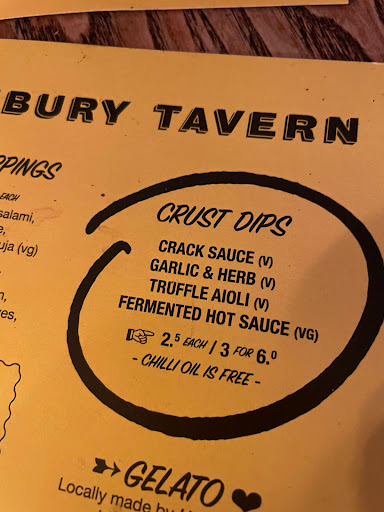 BURY TAVERN
PPINGS
EACH
salami,
uja (vg)
CRUST DIPS
CRACK SAUCE (V)
GARLIC & HERB (V)
TRUFFLE AIOLI (V)
FERMENTED HOT SAUCE (VG)
2.5 EACH / 3 FOR 6.0
- CHILLI OIL IS FREE -
GELATO
Locally made by